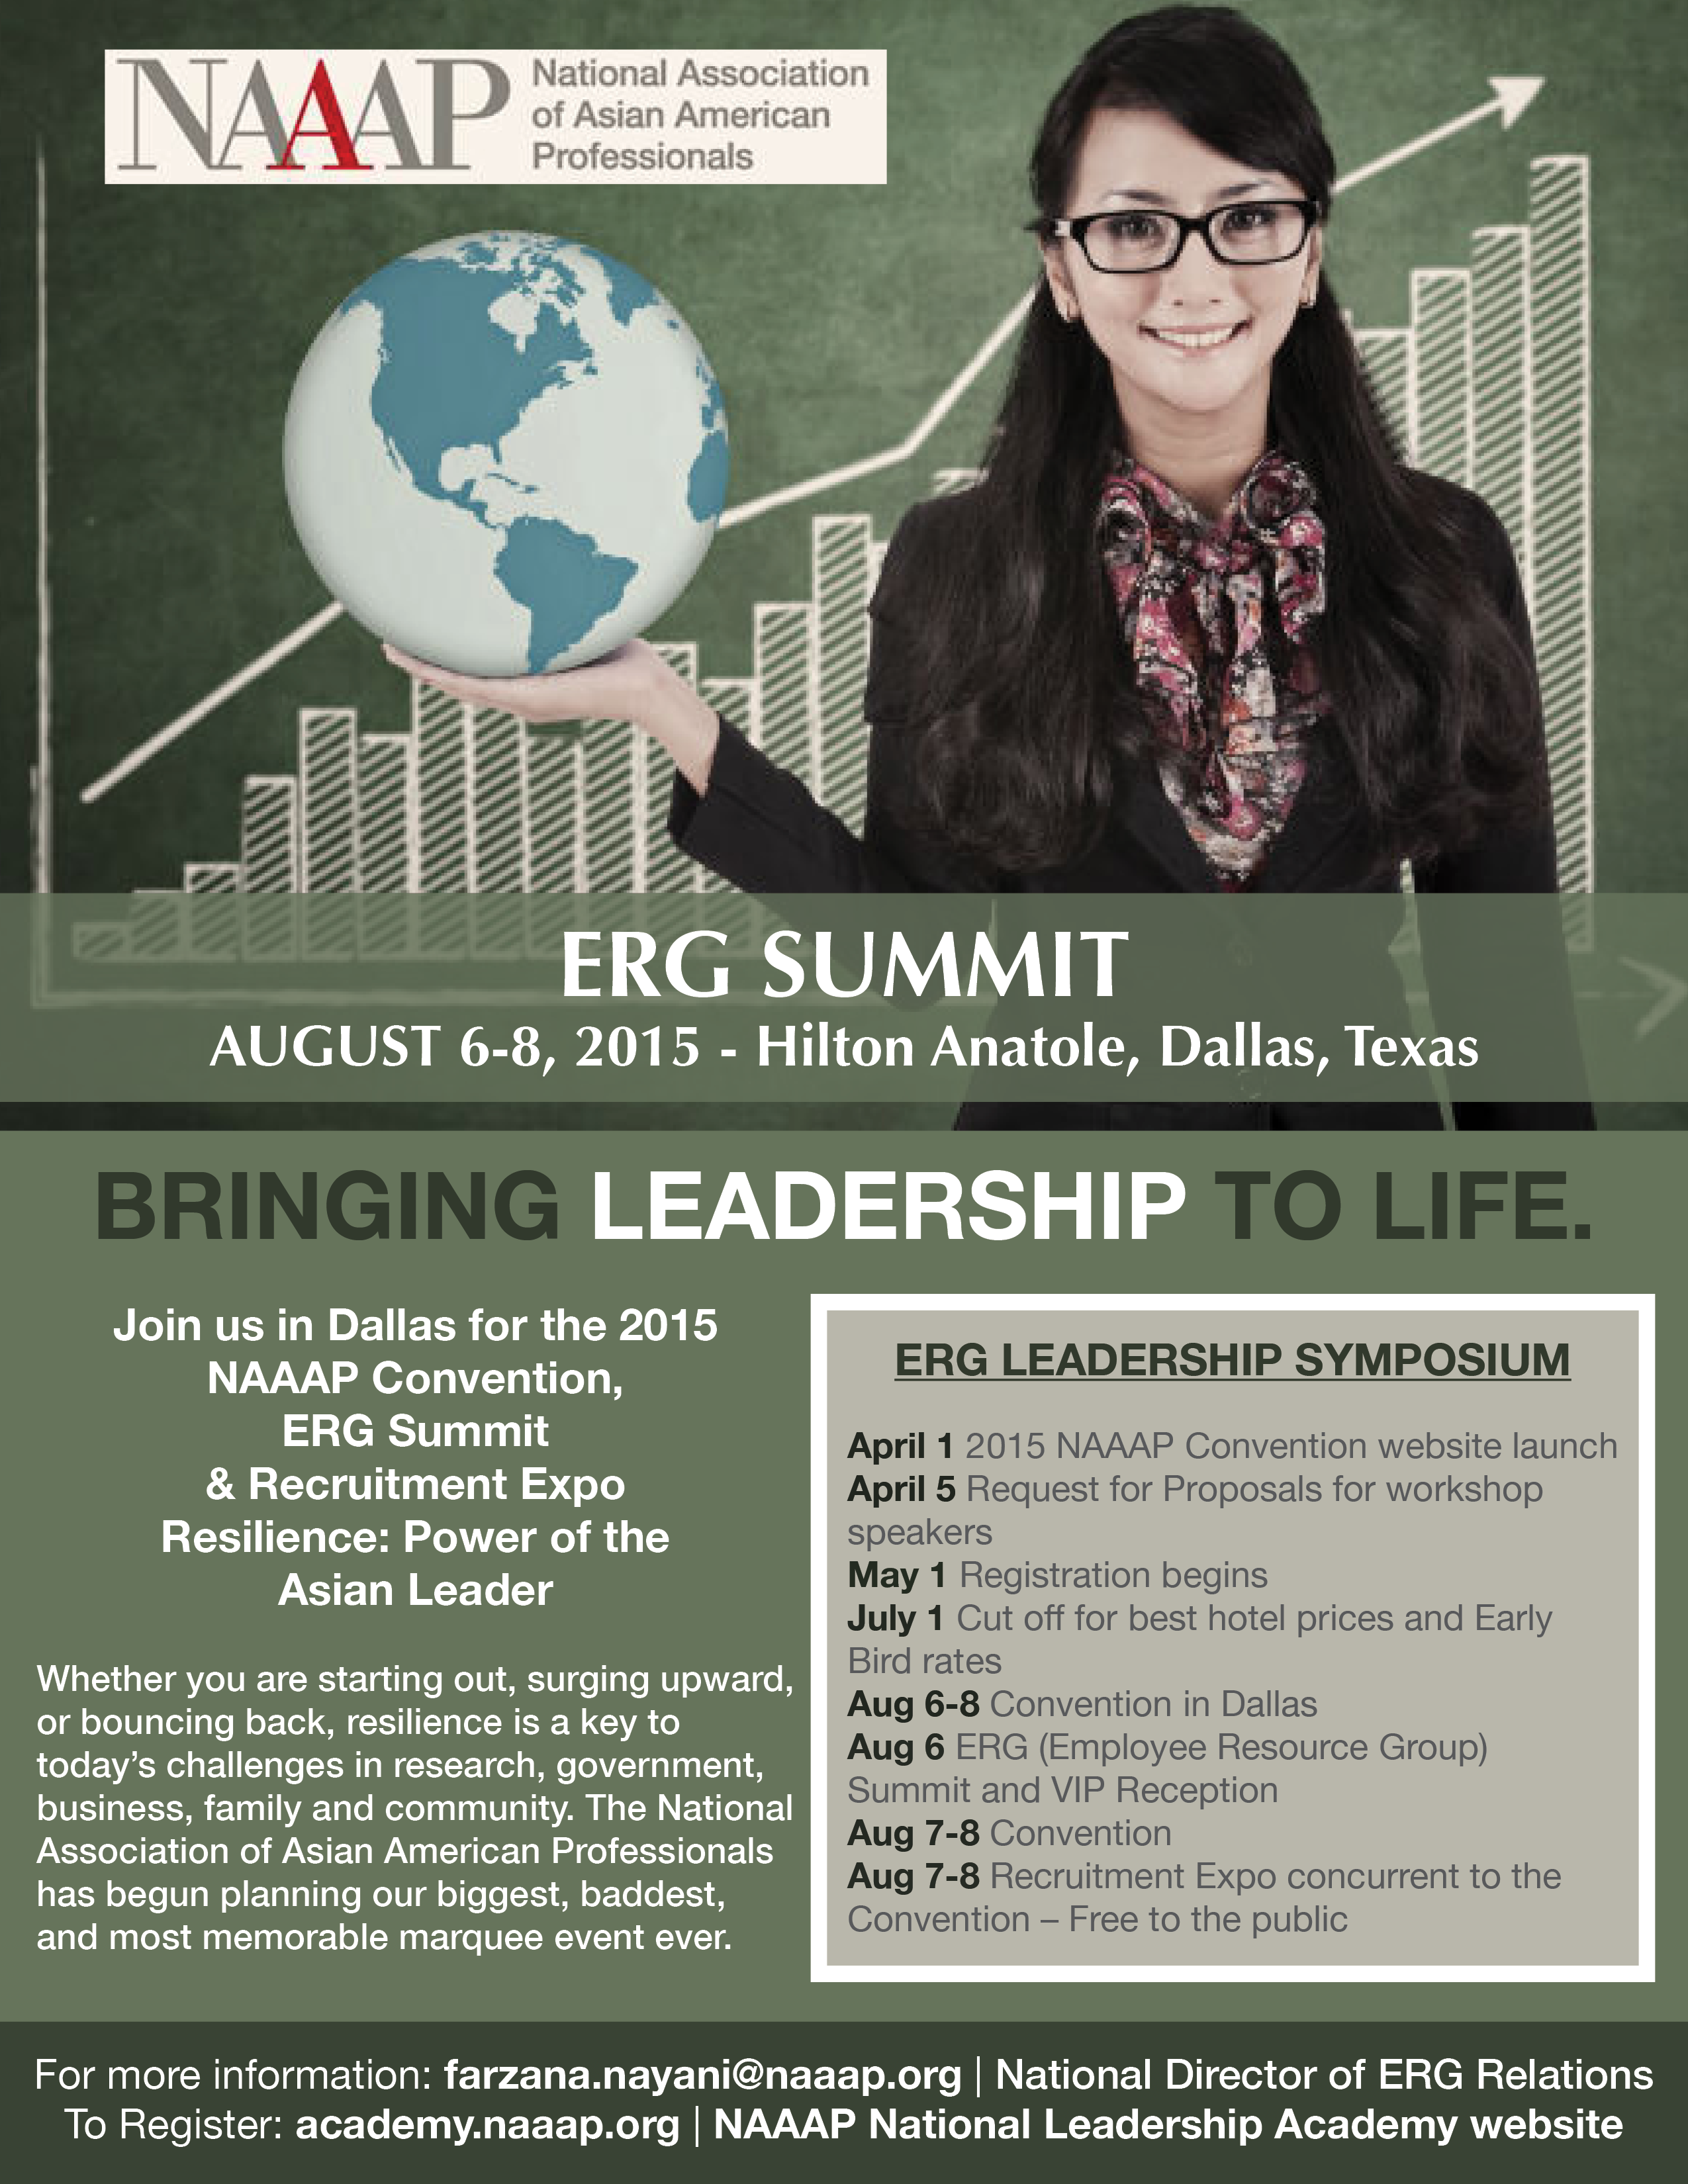 NAAAP
National Association
of Asian American
Professionals
ERG SUMMIT
AUGUST 6-8, 2015 - Hilton Anatole, Dallas, Texas
BRINGING LEADERSHIP TO LIFE.
Join us in Dallas for the 2015
NAAAP Convention,
ERG Summit
& Recruitment Expo
Resilience: Power of the
Asian Leader
Whether you are starting out, surging upward,
or bouncing back, resilience is a key to
today’s challenges in research, government,
business, family and community. The National
Association of Asian American Professionals
has begun planning our biggest, baddest,
and most memorable marquee event ever.
ERG LEADERSHIP SYMPOSIUM
April 1 2015 NAAAP Convention website launch
April 5 Request for Proposals for workshop
speakers
May 1 Registration begins
July 1 Cut off for best hotel prices and Early
Bird rates
Aug 6-8 Convention in Dallas
Aug 6 ERG (Employee Resource Group)
Summit and VIP Reception
Aug 7-8 Convention
Aug 7-8 Recruitment Expo concurrent to the
Convention – Free to the public
For more information: farzana.nayani@naaap.org | National Director of ERG Relations
To Register: academy.naaap.org | NAAAP National Leadership Academy website